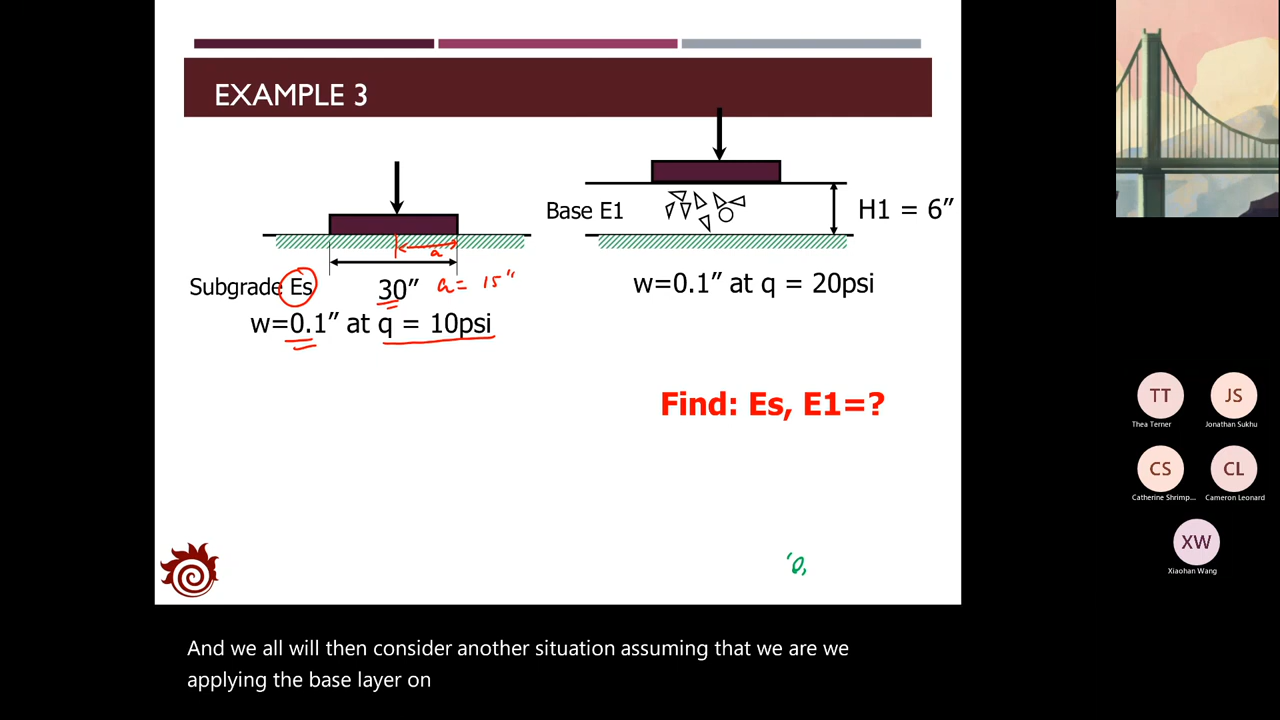 EXAMPLE 3
Base E1
H1 = 6”
a
Subgrade Es
30”
a = 15"
w=0.1” at q = 20psi
w=0.1” at q = 10psi
Find: Es, E1=?
TT
JS
Thea Terner
Jonathan Sukhu
CS
CL
Catherine Shrimp...
Cameron Leonard
XW
Xiaohan Wang
And we all will then consider another situation assuming that we are we
applying the base layer on